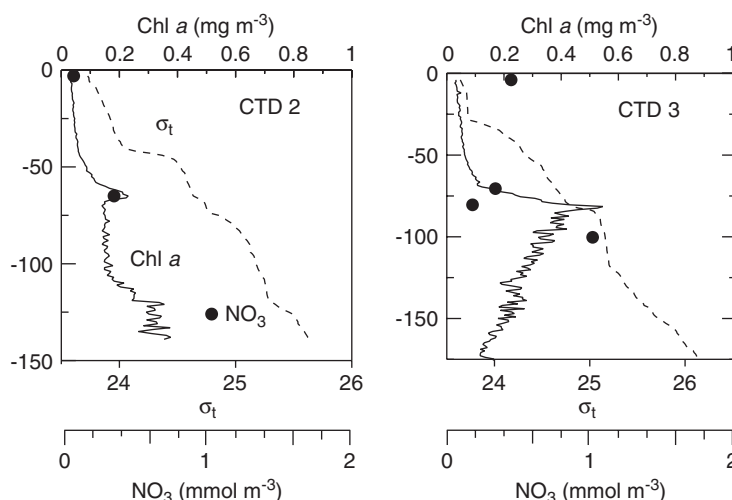 Chl a (mg m-3)
0 0.2 0.4 0.6 0.8 1
0
-50
-100
-150
CTD 2
σt
Chl a
NO3
24 25 26
σt
0 1 2
NO3 (mmol m-3)
Chl a (mg m-3)
0 0.2 0.4 0.6 0.8 1
0
-50
-100
-150
CTD 3
24 25 26
σt
0 1 2
NO3 (mmol m-3)